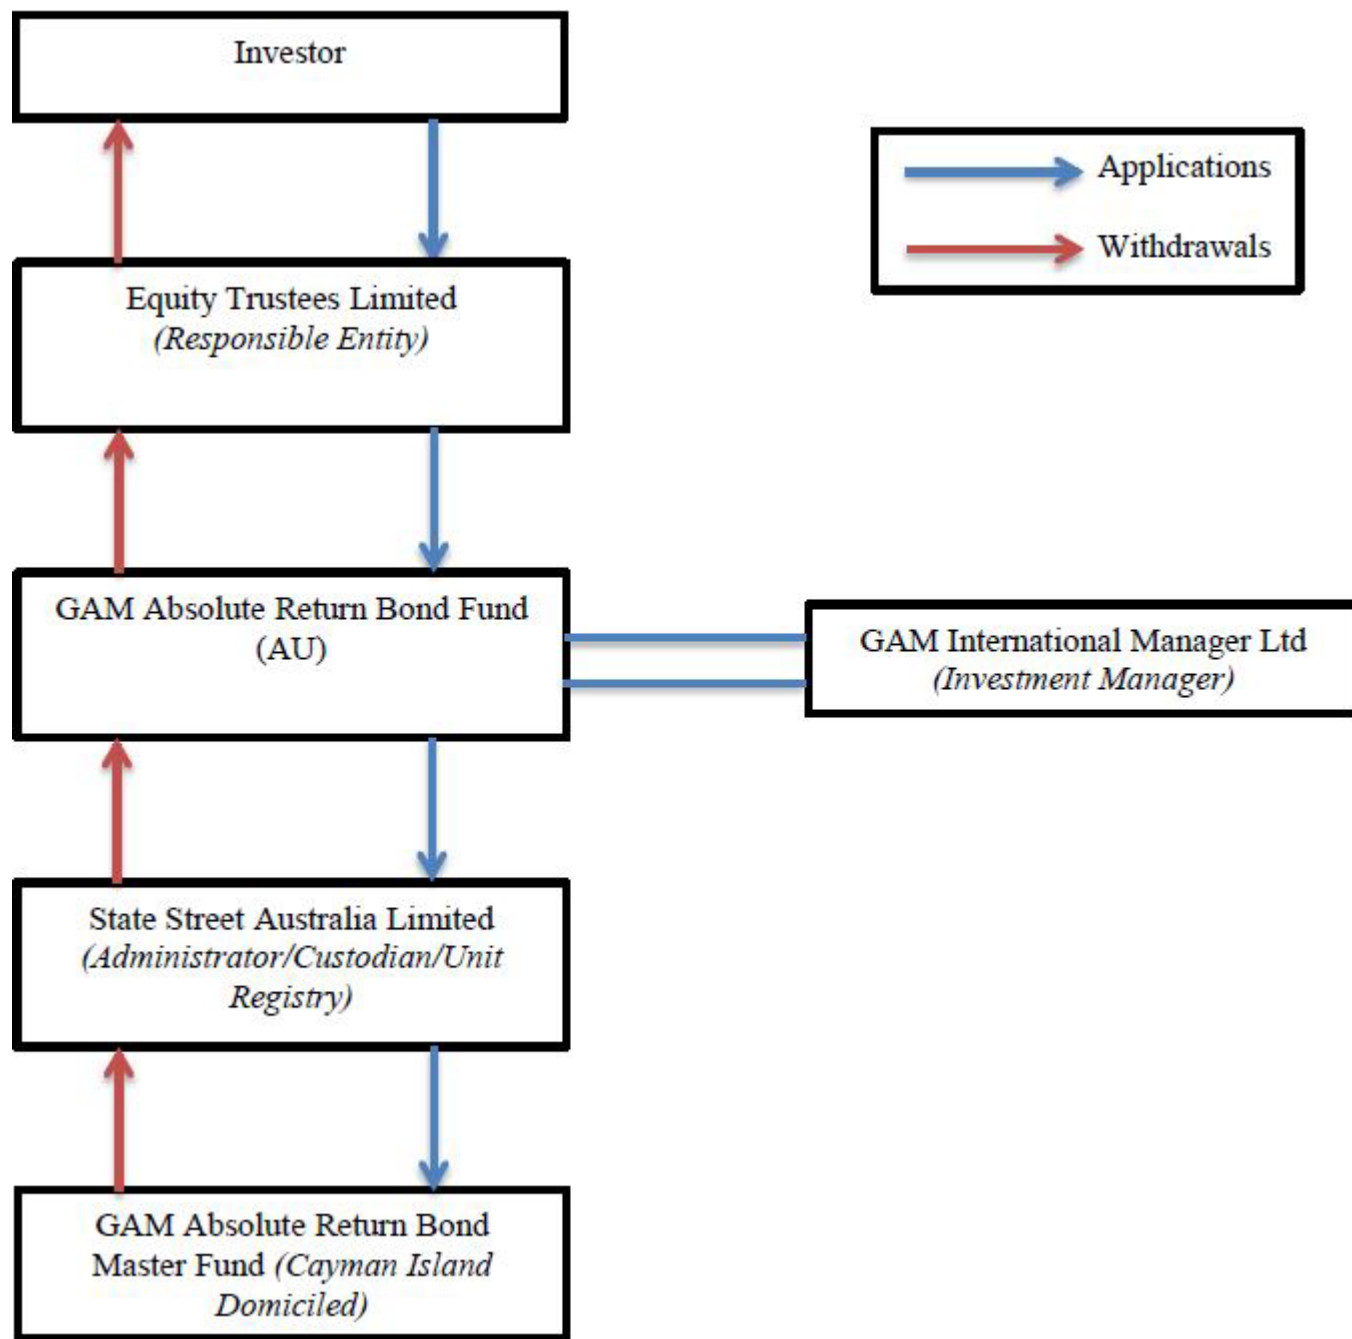 Investor
Applications
Withdrawals
Equity Trustees Limited
(Responsible Entity)
GAM Absolute Return Bond Fund
(AU)
GAM International Manager Ltd
(Investment Manager)
State Street Australia Limited
(Administrator/Custodian/Unit
Registry)
GAM Absolute Return Bond
Master Fund (Cayman Island
Domiciled)